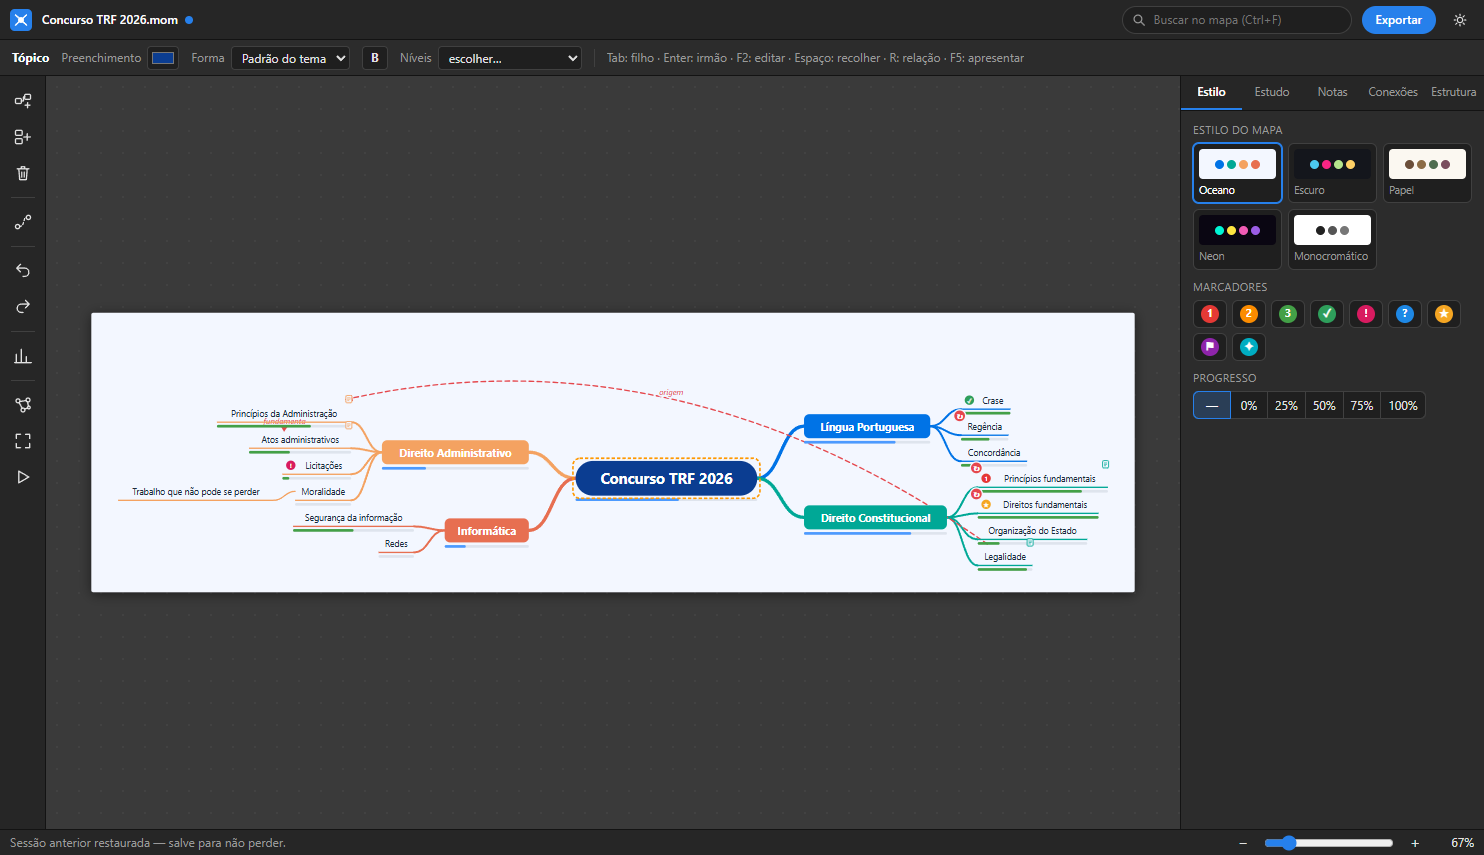 Concurso TRF 2026.mom
Buscar no mapa (Ctrl+F)
Exportar
Tópico
Preenchimento
Forma
Padrão do tema
B
Níveis
escolher...
Tab: filho · Enter: irmão · F2: editar · Espaço: recolher · R: relação · F5: apresentar
Estilo
Estudo
Notas
Conexões
Estrutura
ESTILO DO MAPA
Oceano
Escuro
Papel
Neon
Monocromático
MARCADORES
1
2
3
!
?
PROGRESSO
—
0%
25%
50%
75%
100%
origem
Princípios da Administração
fundamenta
Atos administrativos
Licitações
Trabalho que não pode se perder
Moralidade
Direito Administrativo
Segurança da informação
Redes
Informática
Concurso TRF 2026
Língua Portuguesa
Crase
Regência
Concordância
Direito Constitucional
1
Princípios fundamentais
Direitos fundamentais
Organização do Estado
Legalidade
Sessão anterior restaurada — salve para não perder.
67%